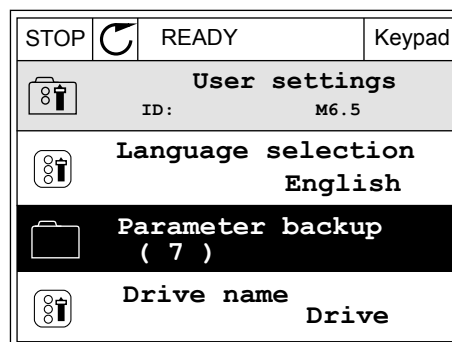 STOP READY Keypad
User settings
ID: M6.5
Language selection
English
Parameter backup
( 7 )
Drive name
Drive